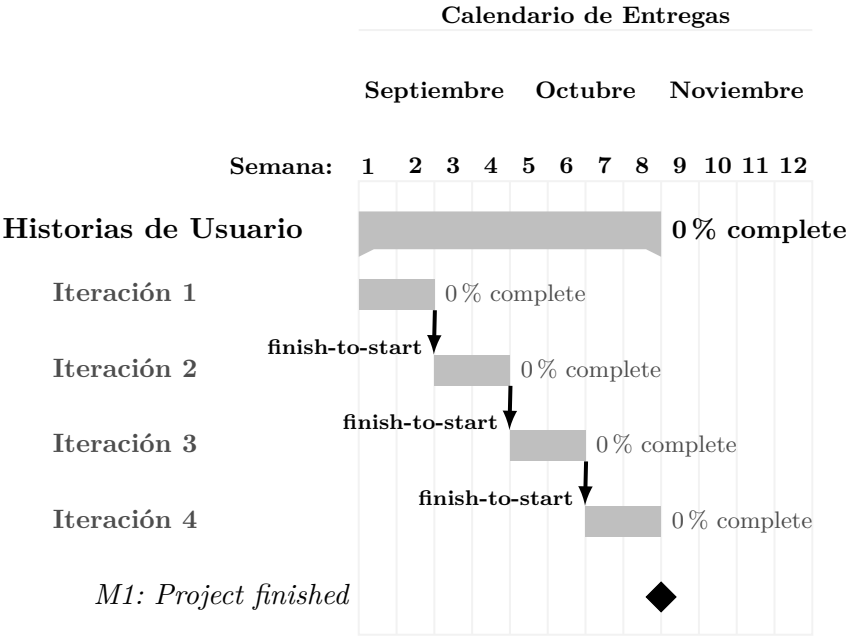 Calendario de Entregas
Septiembre Octubre Noviembre
Semana: 1 2 3 4 5 6 7 8 9 10 11 12
Historias de Usuario 0 % complete
Iteración 1 0 % complete
finish-to-start
Iteración 2 0 % complete
finish-to-start
Iteración 3 0 % complete
finish-to-start
Iteración 4 0 % complete
M1: Project finished